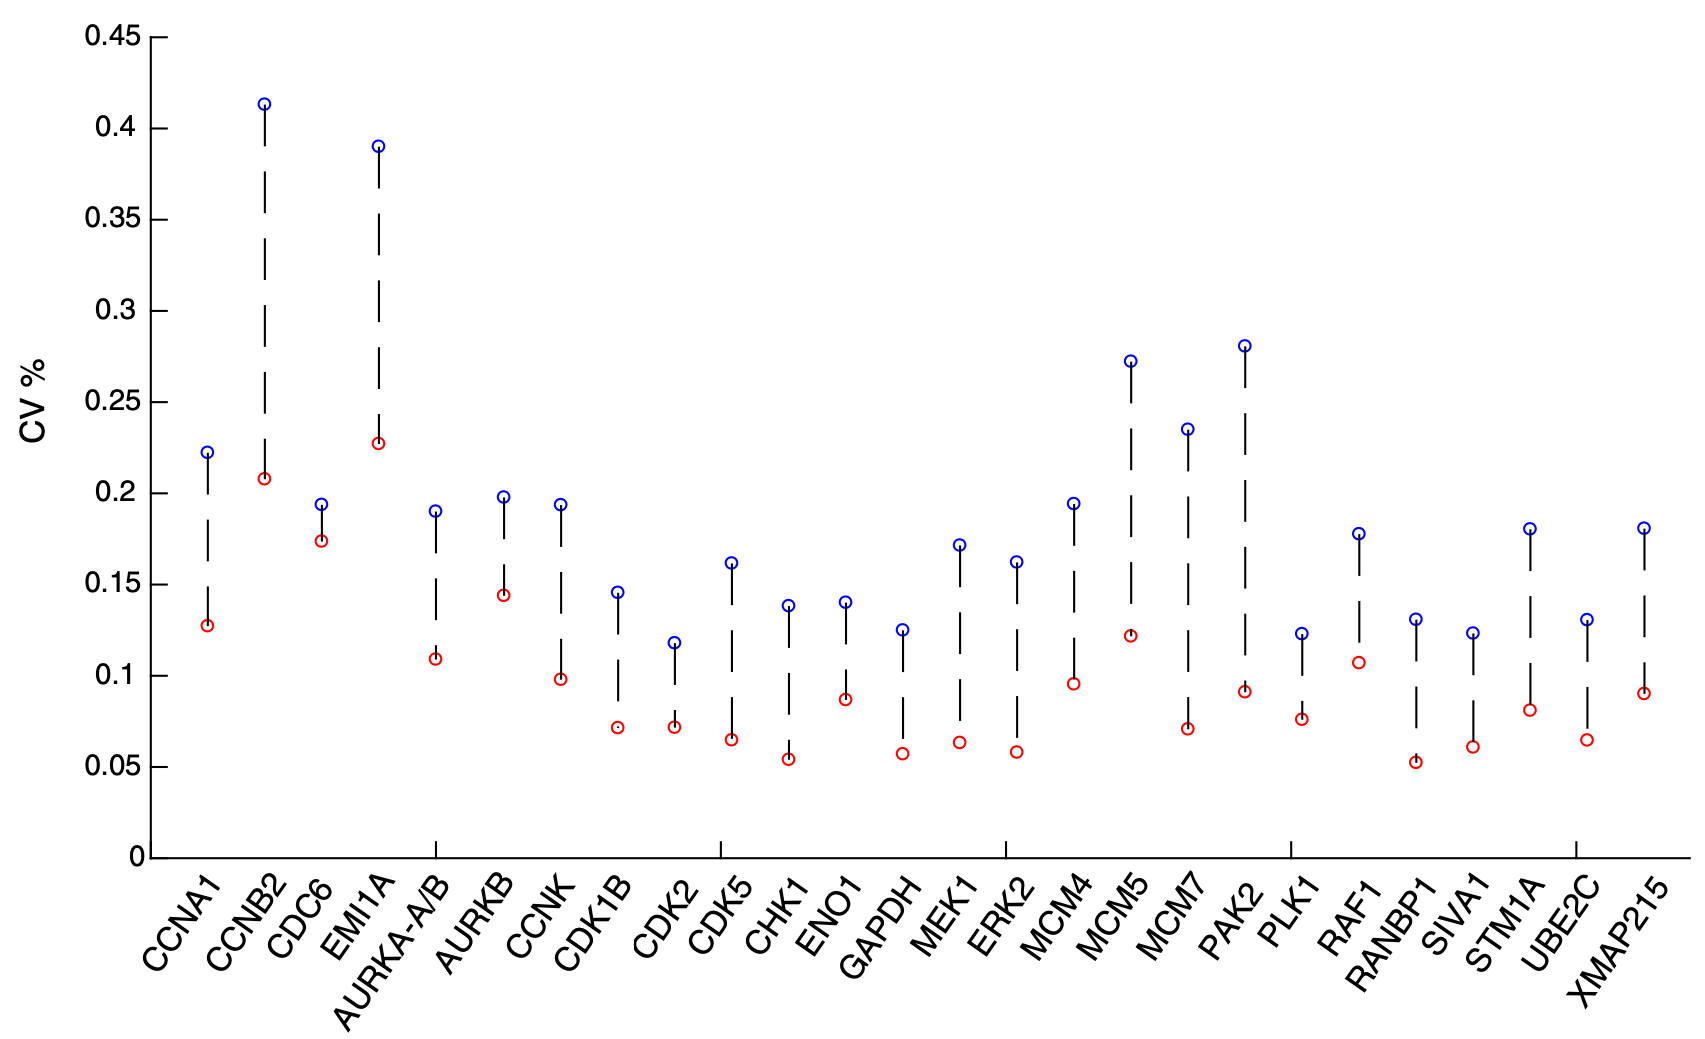 0.45
0.4
0.35
0.3
0.25
0.2
0.15
0.1
0.05
0
CV %
CCNA1
CCNB2
CDC6
EMI1A
AURKA-A/B
AURKB
CCNK
CDK1B
CDK2
CDK5
CHK1
ENO1
GAPDH
MEK1
ERK2
MCM4
MCM5
MCM7
PAK2
PLK1
RAF1
RANBP1
SIVA1
STM1A
UBE2C
XMAP215